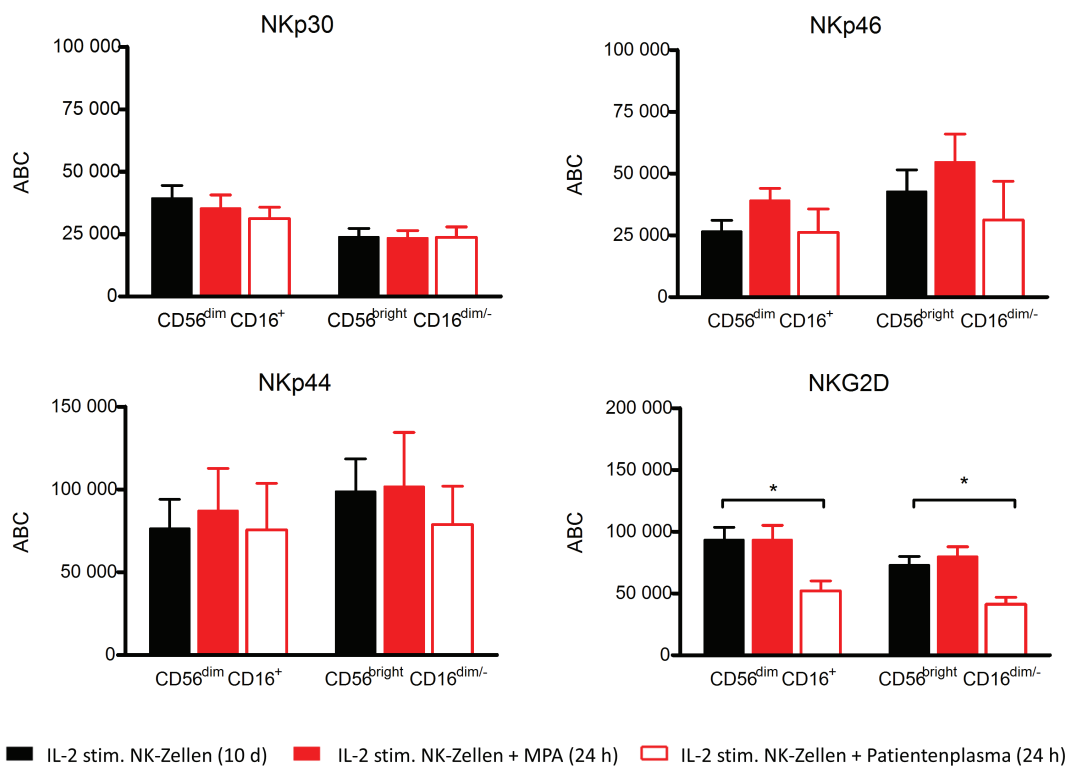 NKp30
100 000
75 000
50 000
25 000
0
ABC
CD56dim CD16+
CD56bright CD16dim/-
NKp46
100 000
75 000
50 000
25 000
0
ABC
CD56dim CD16+
CD56bright CD16dim/-
NKp44
150 000
100 000
50 000
0
ABC
CD56dim CD16+
CD56bright CD16dim/-
NKG2D
200 000
150 000
100 000
50 000
0
ABC
*
*
CD56dim CD16+
CD56bright CD16dim/-
IL-2 stim. NK-Zellen (10 d)
IL-2 stim. NK-Zellen + MPA (24 h)
IL-2 stim. NK-Zellen + Patientenplasma (24 h)